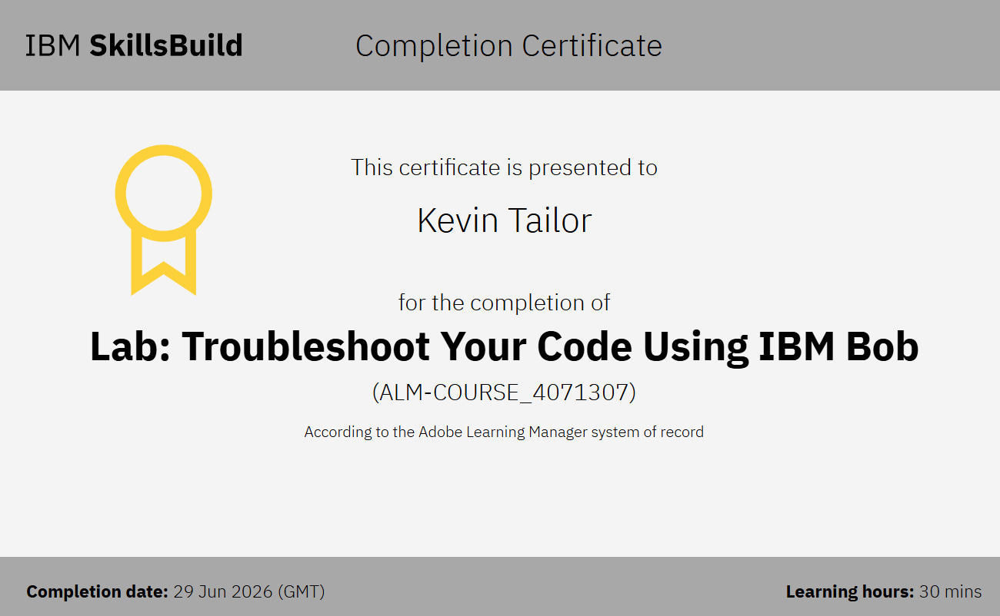 IBM SkillsBuild
Completion Certificate
This certificate is presented to
Kevin Tailor
for the completion of
Lab: Troubleshoot Your Code Using IBM Bob
(ALM-COURSE_4071307)
According to the Adobe Learning Manager system of record
Completion date: 29 Jun 2026 (GMT)
Learning hours: 30 mins